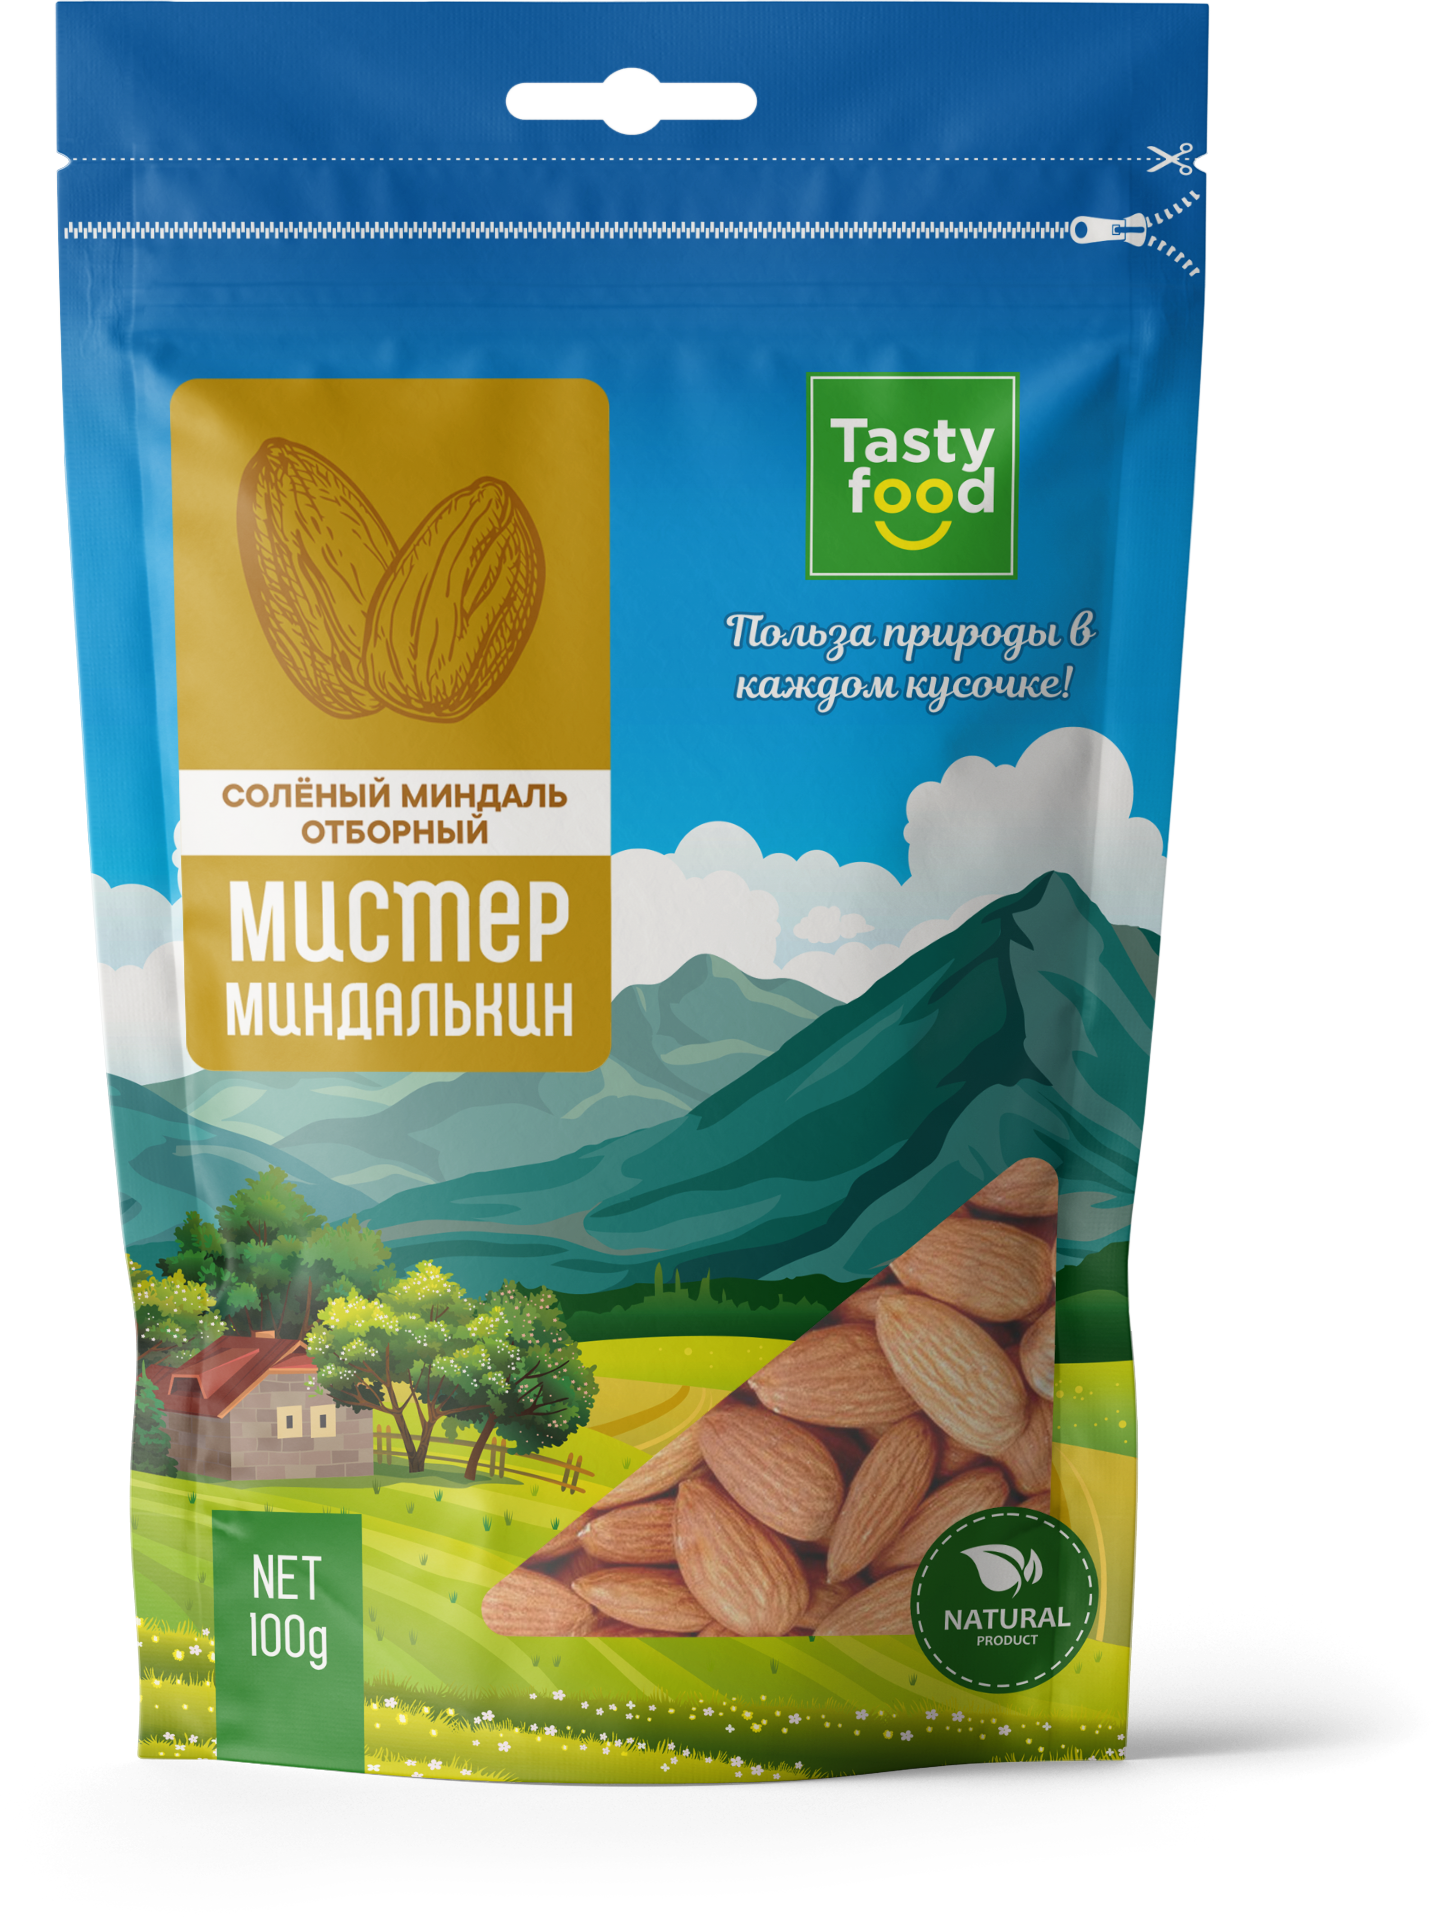 Tasty
food
Польза природы в
каждом кусочке!
СОЛЁНЫЙ МИНДАЛЬ
ОТБОРНЫЙ
МИСТЕР
МИНДАЛЬКИН
NET
100g
NATURAL
PRODUCT